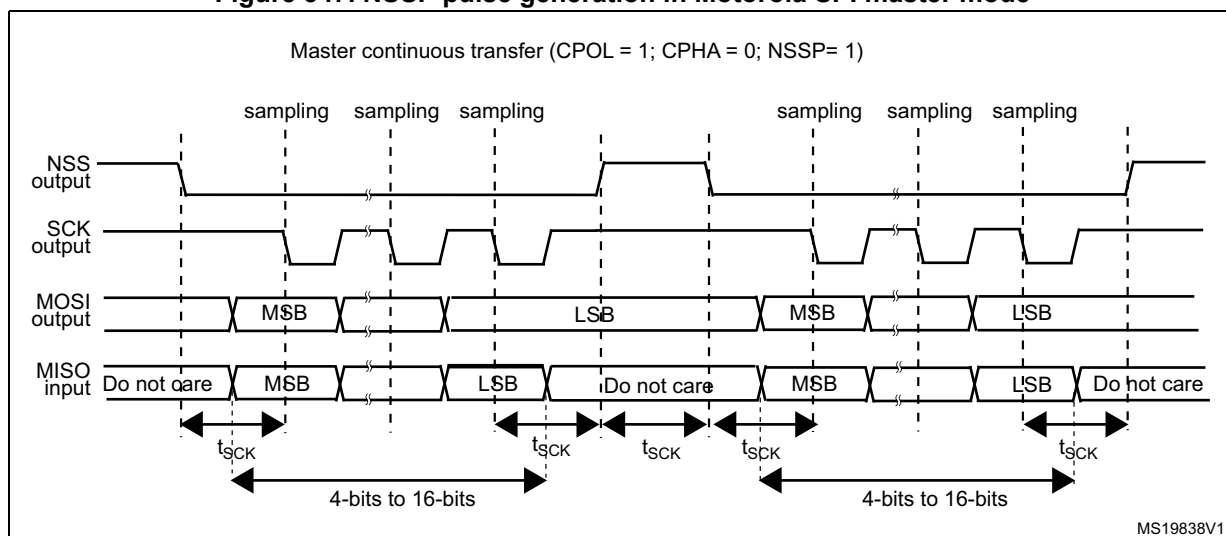 Master continuous transfer (CPOL = 1; CPHA = 0; NSSP= 1)
sampling sampling sampling sampling sampling sampling
NSS
output
SCK
output
MOSI
output
MSB LSB MSB LSB
MISO
input
Do not care MSB LSB Do not care MSB LSB Do not care
tSCK tSCK tSCK tSCK tSCK
4-bits to 16-bits 4-bits to 16-bits
MS19838V1